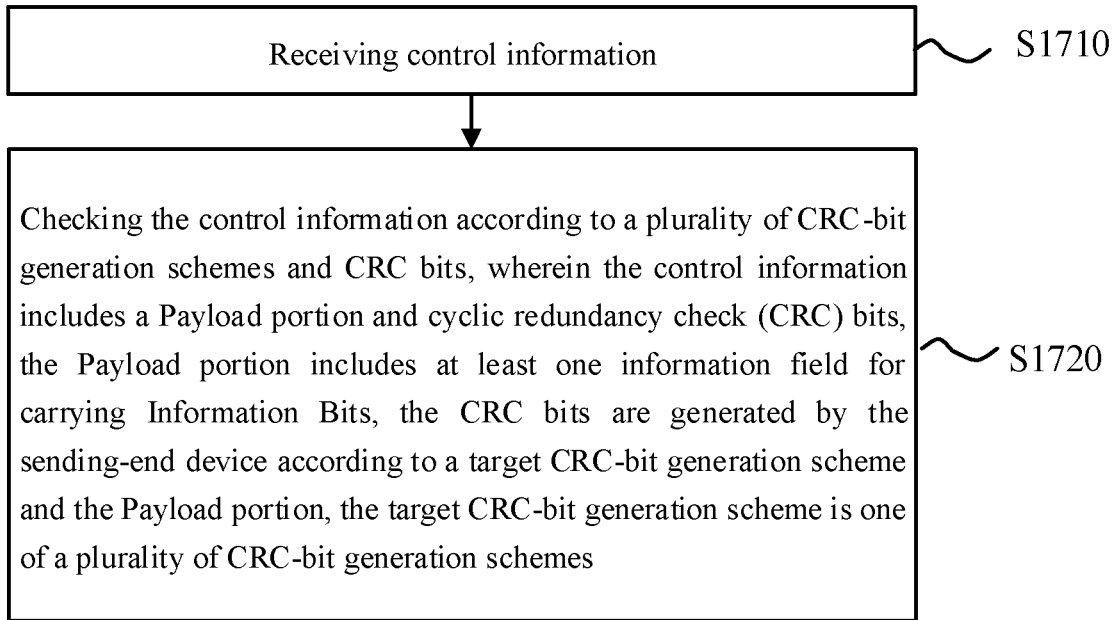 Receiving control information
S1710
Checking the control information according to a plurality of CRC-bit
generation schemes and CRC bits, wherein the control information
includes a Payload portion and cyclic redundancy check (CRC) bits,
the Payload portion includes at least one information field for
carrying Information Bits, the CRC bits are generated by the
sending-end device according to a target CRC-bit generation scheme
and the Payload portion, the target CRC-bit generation scheme is one
of a plurality of CRC-bit generation schemes
S1720